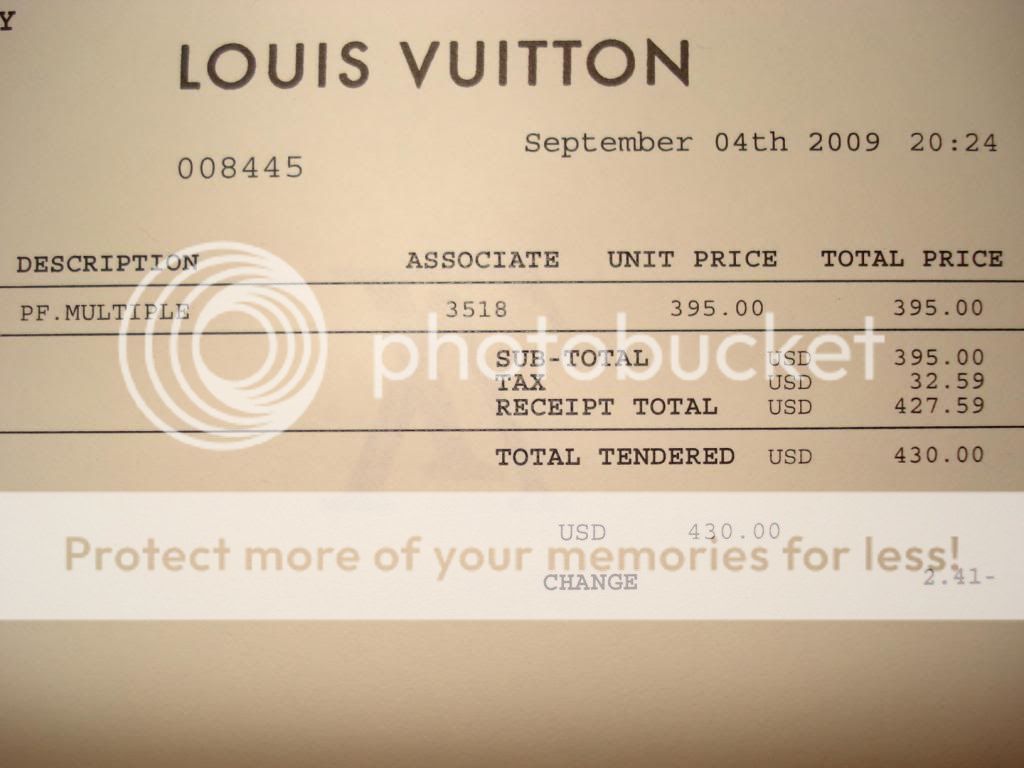 Y
LOUIS VUITTON
September 04th 2009 20:24
008445
DESCRIPTION ASSOCIATE UNIT PRICE TOTAL PRICE
PF.MULTIPLE 3518 395.00 395.00
photobucket
SUB-TOTAL USD 395.00
TAX USD 32.59
RECEIPT TOTAL USD 427.59
TOTAL TENDERED USD 430.00
USD 430.00
Protect more of your memories for less!
CHANGE 2.41-